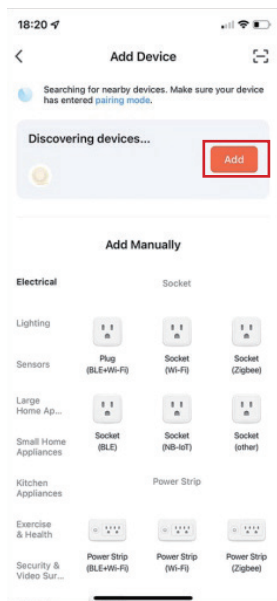 18:20
Add Device
Searching for nearby devices. Make sure your device
has entered pairing mode.
Discovering devices...
Add
Add Manually
Electrical
Socket
Lighting
Sensors
Plug
(BLE+Wi-Fi)
Socket
(Wi-Fi)
Socket
(Zigbee)
Large
Home Ap...
Small Home
Appliances
Socket
(BLE)
Socket
(NB-IoT)
Socket
(other)
Kitchen
Appliances
Power Strip
Exercise
& Health
Security &
Video Sur...
Power Strip
(BLE+Wi-Fi)
Power Strip
(Wi-Fi)
Power Strip
(Zigbee)